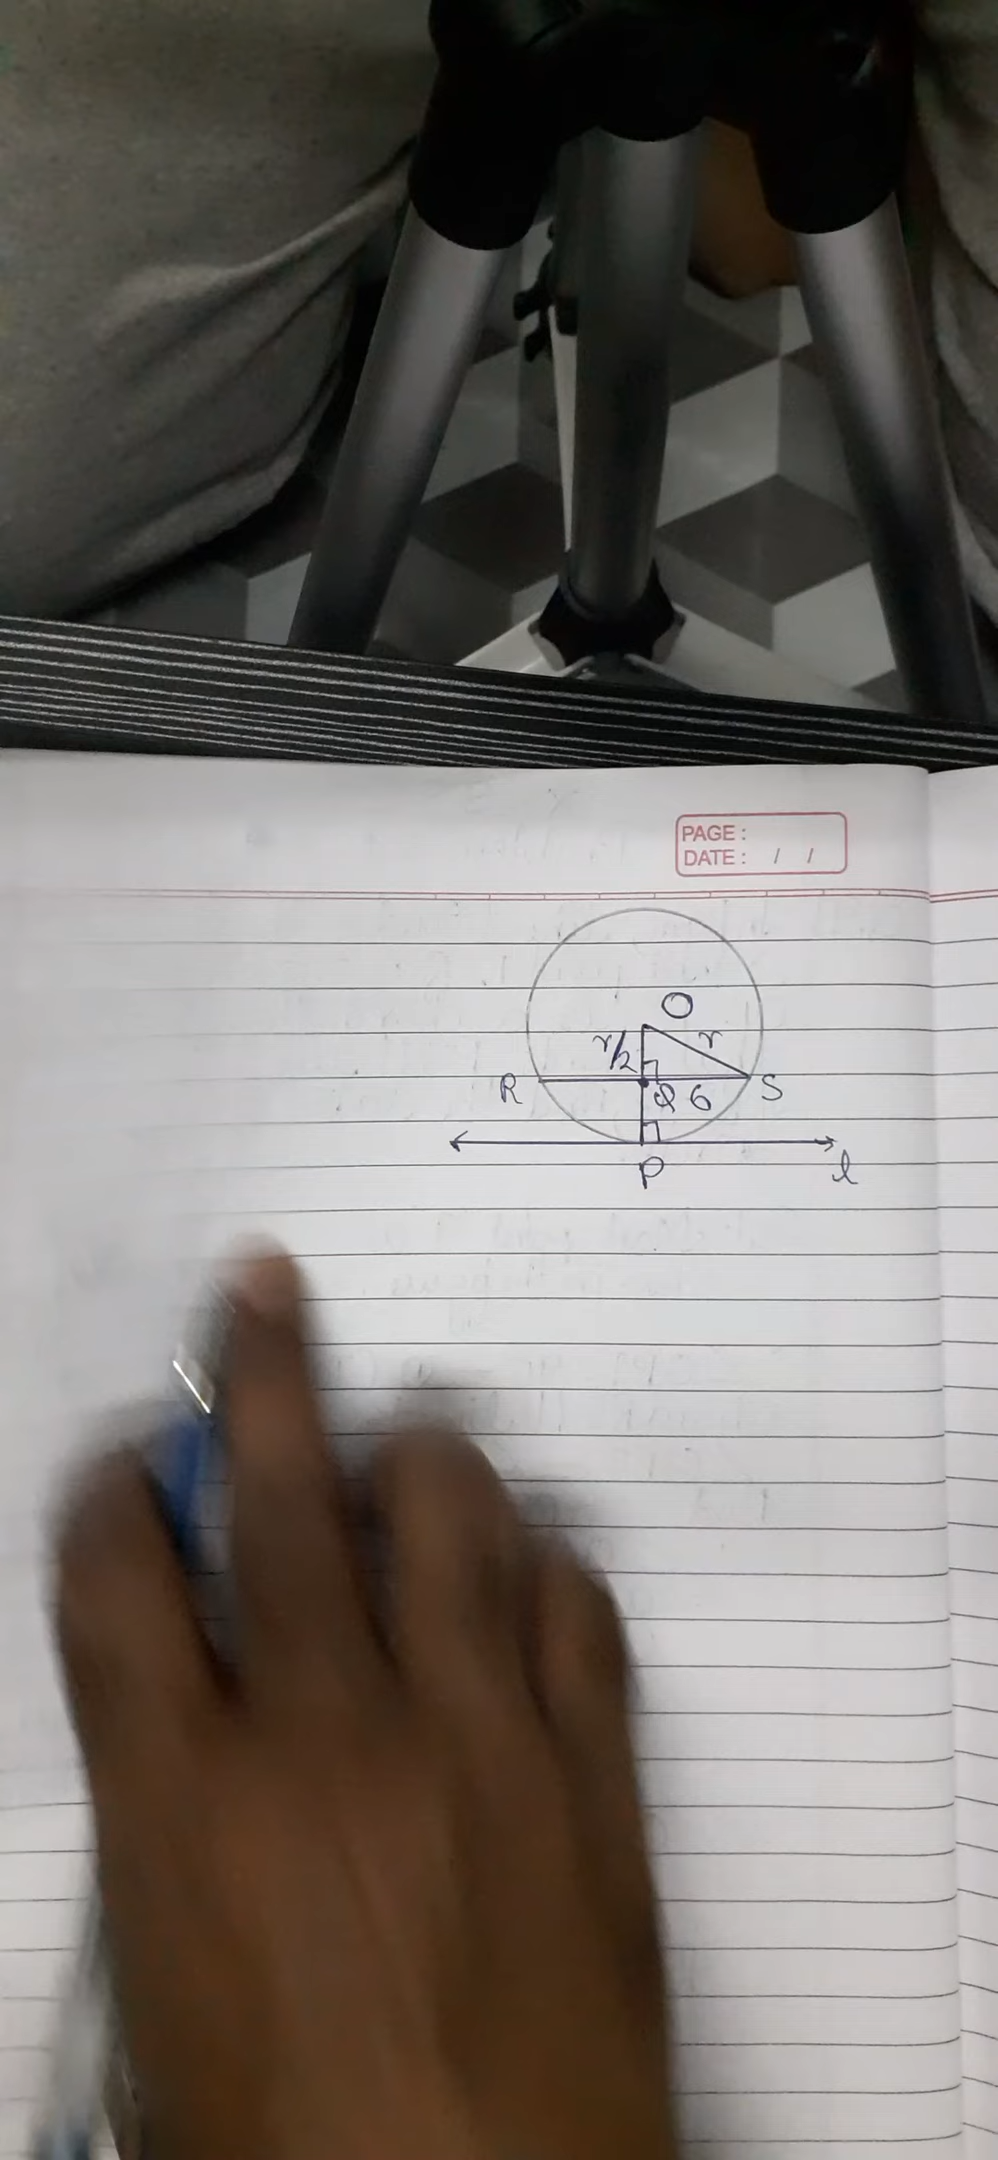 PAGE :
DATE : / /
O
r/2 r
R Q 6 S
P l